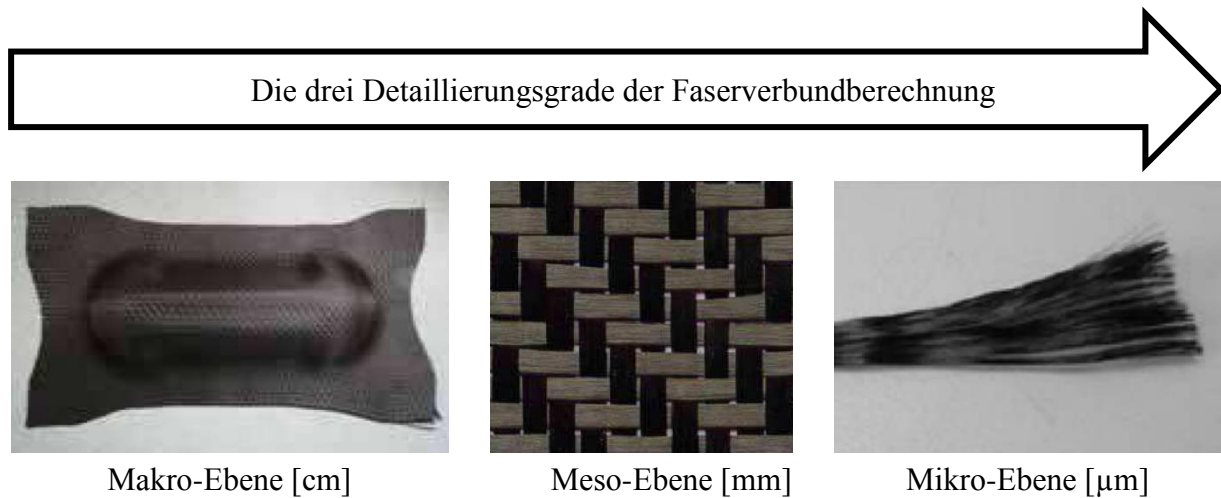 Die drei Detaillierungsgrade der Faserverbundberechnung
Makro-Ebene [cm]
Meso-Ebene [mm]
Mikro-Ebene [µm]